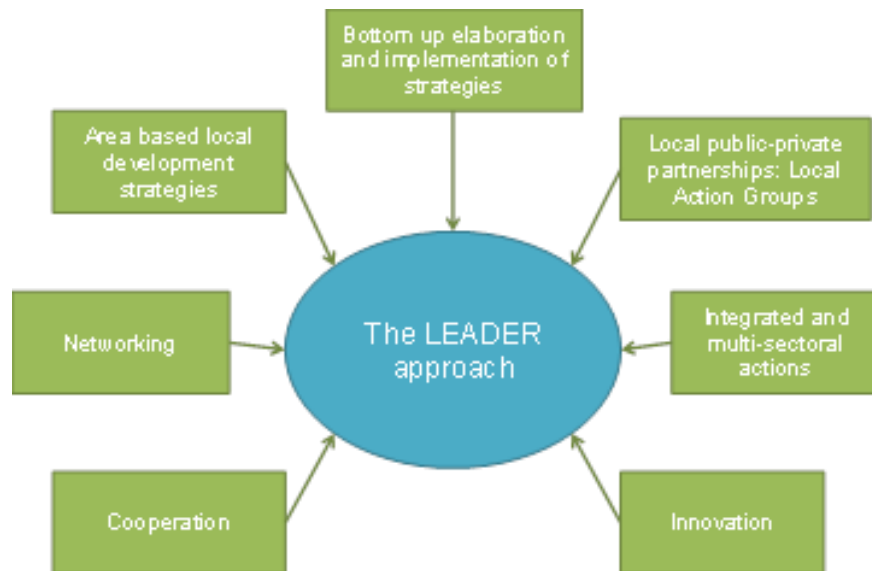 Bottom up elaboration
and implementation of
strategies
Area based local
development
strategies
Local public-private
partnerships: Local
Action Groups
Networking
The LEADER
approach
Integrated and
multi-sectoral
actions
Cooperation
Innovation